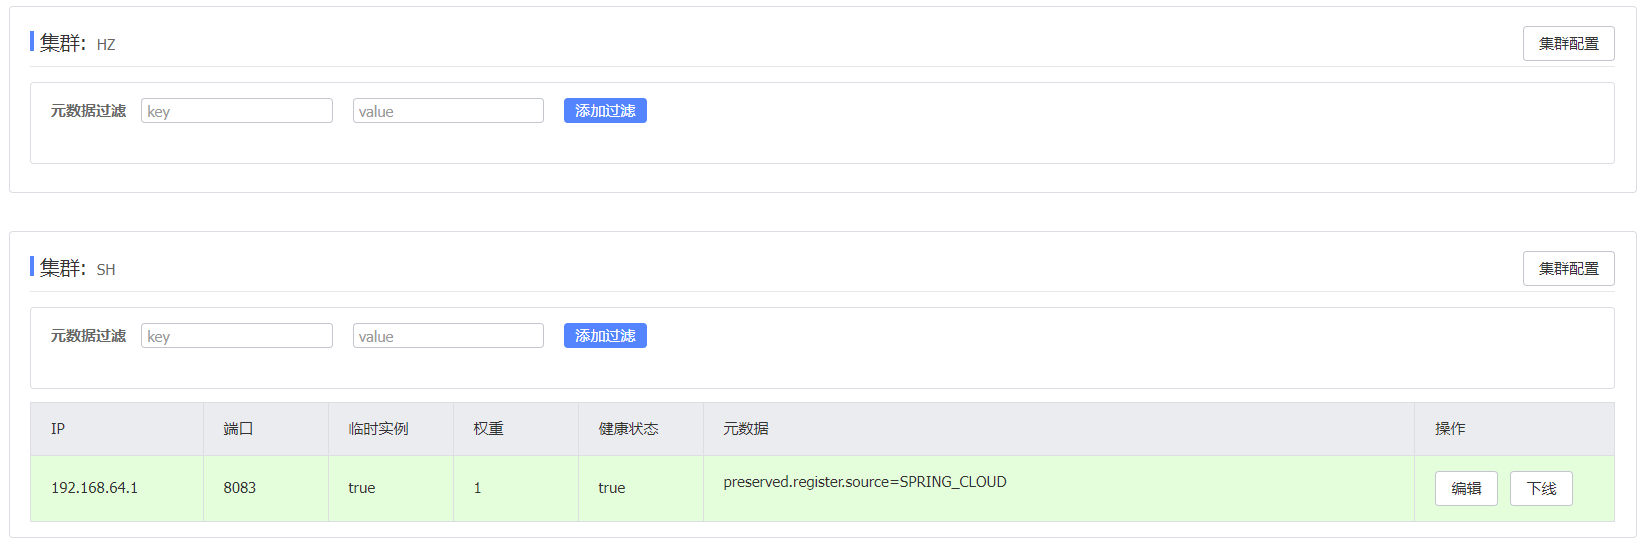 集群: HZ 集群配置
元数据过滤 key value 添加过滤
集群: SH 集群配置
元数据过滤 key value 添加过滤
IP 端口 临时实例 权重 健康状态 元数据 操作
192.168.64.1 8083 true 1 true preserved.register.source=SPRING_CLOUD 编辑 下线